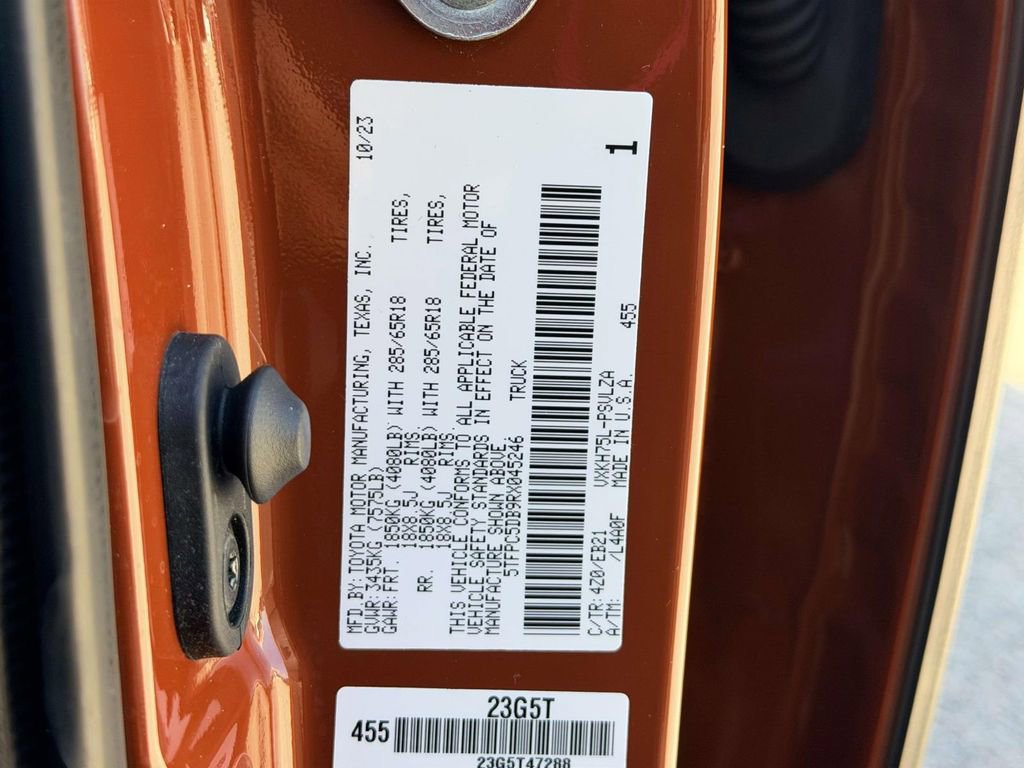 10/23
MFD.BY:TOYOTA MOTOR MANUFACTURING, TEXAS, INC.
GVWR:3435KG (7575LB)
GAWR:FRT. 1850KG (4080LB) WITH 285/65R18 TIRES,
18X8.5J RIMS
RR. 1850KG (4080LB) WITH 285/65R18 TIRES,
18X8.5J RIMS
THIS VEHICLE CONFORMS TO ALL APPLICABLE FEDERAL MOTOR
VEHICLE SAFETY STANDARDS IN EFFECT ON THE DATE OF
MANUFACTURE SHOWN ABOVE.
5TFPC5DB9RX045246 TRUCK
C/TR:420/EB21 VXKH75L-PSVLZA 455
A/TM: /L4A0F MADE IN U.S.A.
1
23G5T
455
23G5T47288